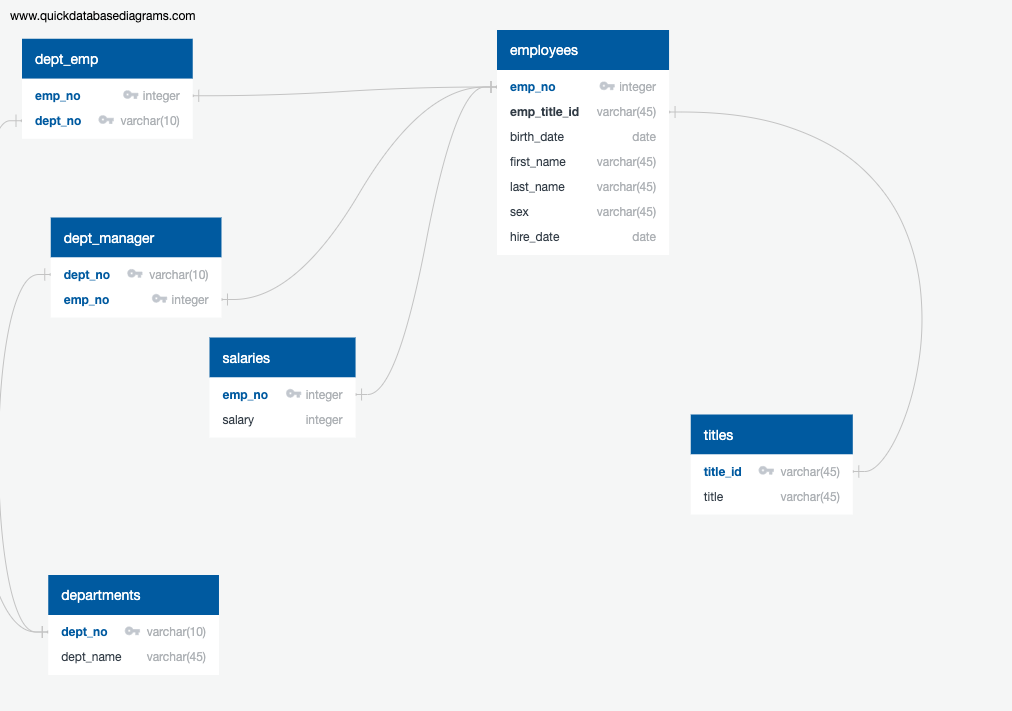 www.quickdatabasediagrams.com
dept_emp
emp_no integer
dept_no varchar(10)
employees
emp_no integer
emp_title_id varchar(45)
birth_date date
first_name varchar(45)
last_name varchar(45)
sex varchar(45)
hire_date date
dept_manager
dept_no varchar(10)
emp_no integer
salaries
emp_no integer
salary integer
titles
title_id varchar(45)
title varchar(45)
departments
dept_no varchar(10)
dept_name varchar(45)